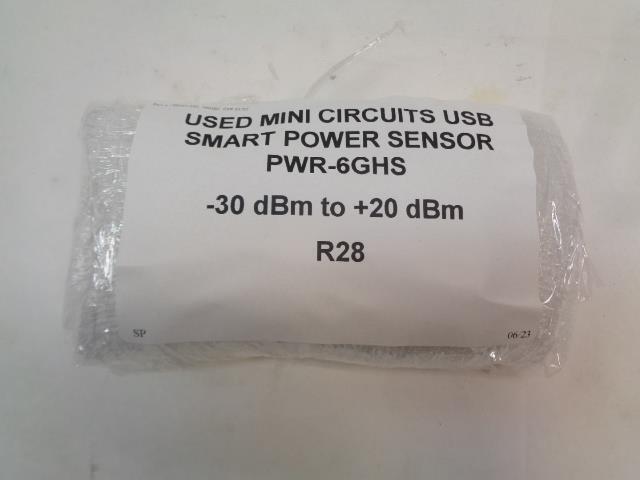 USED MINI CIRCUITS USB
SMART POWER SENSOR
PWR-6GHS
-30 dBm to +20 dBm
R28
SP
06/23